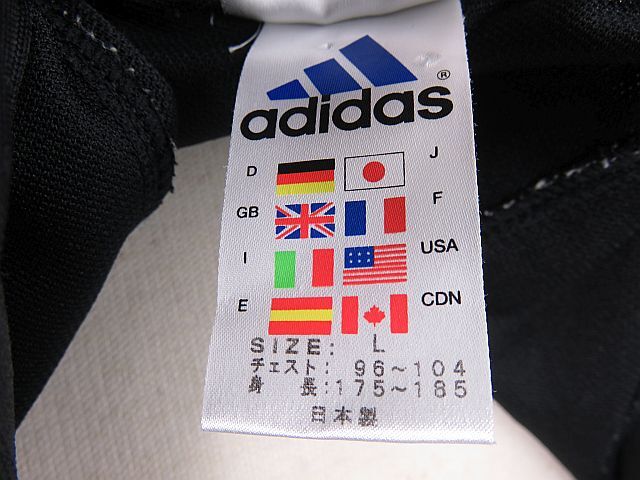 adidas®
D J
GB F
I USA
E CDN
SIZE: L
チェスト: 96～104
身 長:175～185
日本製